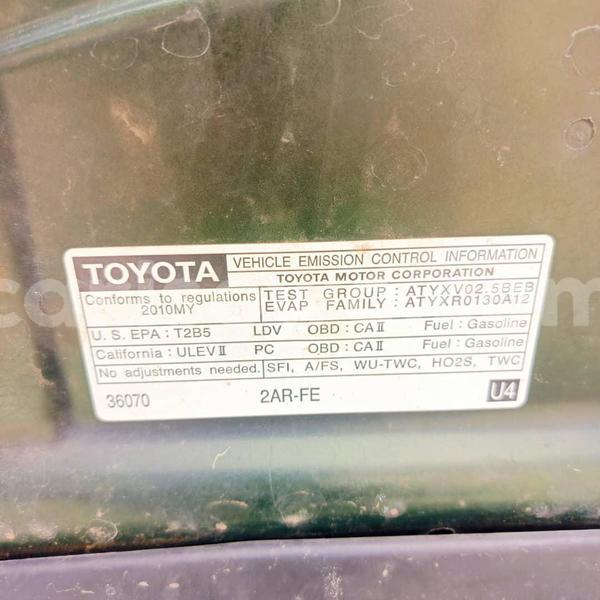 TOYOTA VEHICLE EMISSION CONTROL INFORMATION
TOYOTA MOTOR CORPORATION
Conforms to regulations
2010MY
TEST GROUP : ATYXV02.5BEB
EVAP FAMILY: ATYXR0130A12
U. S. EPA : T2B5 LDV OBD : CAⅡ Fuel : Gasoline
California : ULEVⅡ PC OBD : CAⅡ Fuel : Gasoline
No adjustments needed. SFI, A/FS, WU-TWC, HO2S, TWC
36070 2AR-FE U4